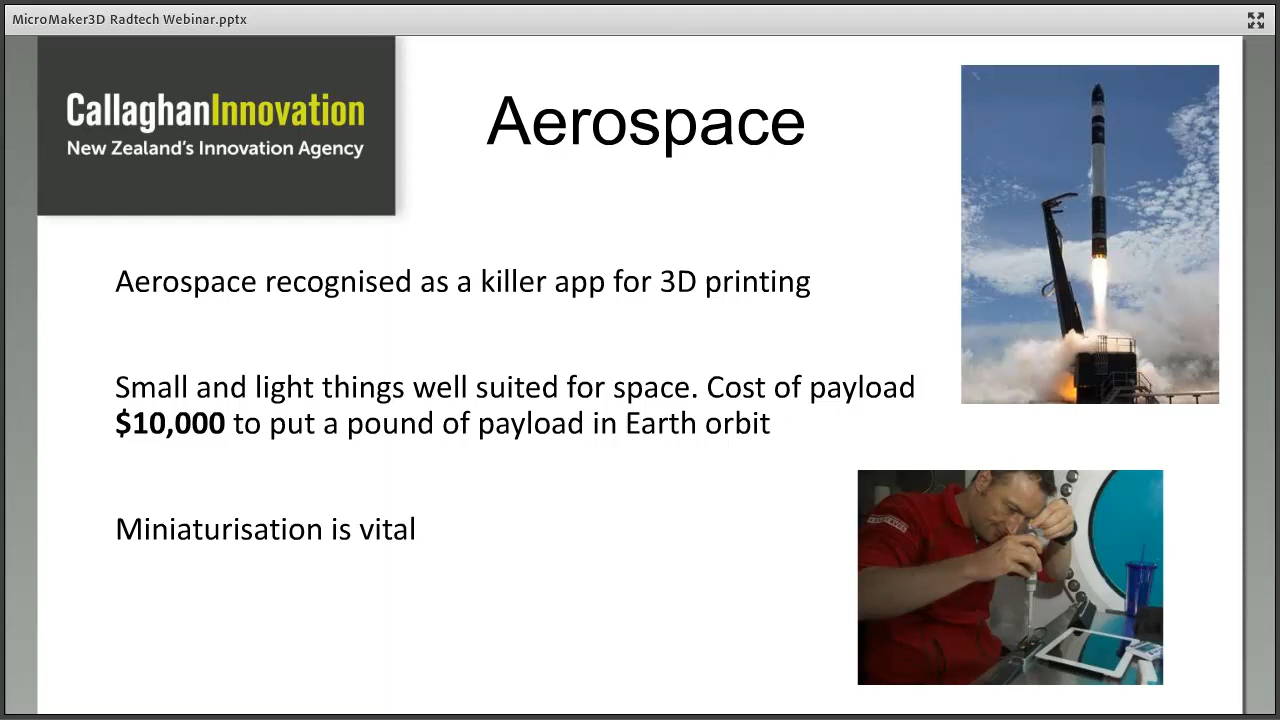 MicroMaker3D Radtech Webinar.pptx
CallaghanInnovation
New Zealand's Innovation Agency
Aerospace
Aerospace recognised as a killer app for 3D printing
Small and light things well suited for space. Cost of payload
$10,000 to put a pound of payload in Earth orbit
Miniaturisation is vital